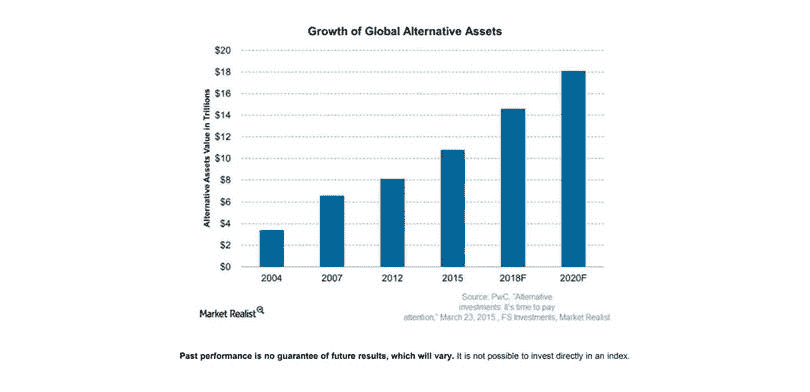 Growth of Global Alternative Assets
Alternative Assets Value in Trillions
$20
$18
$16
$14
$12
$10
$8
$6
$4
$2
$0
2004 2007 2012 2015 2018F 2020F
Source: PwC, "Alternative
investments: It's time to pay
attention," March 23, 2015 , FS Investments, Market Realist
Market Realist
Past performance is no guarantee of future results, which will vary. It is not possible to invest directly in an index.